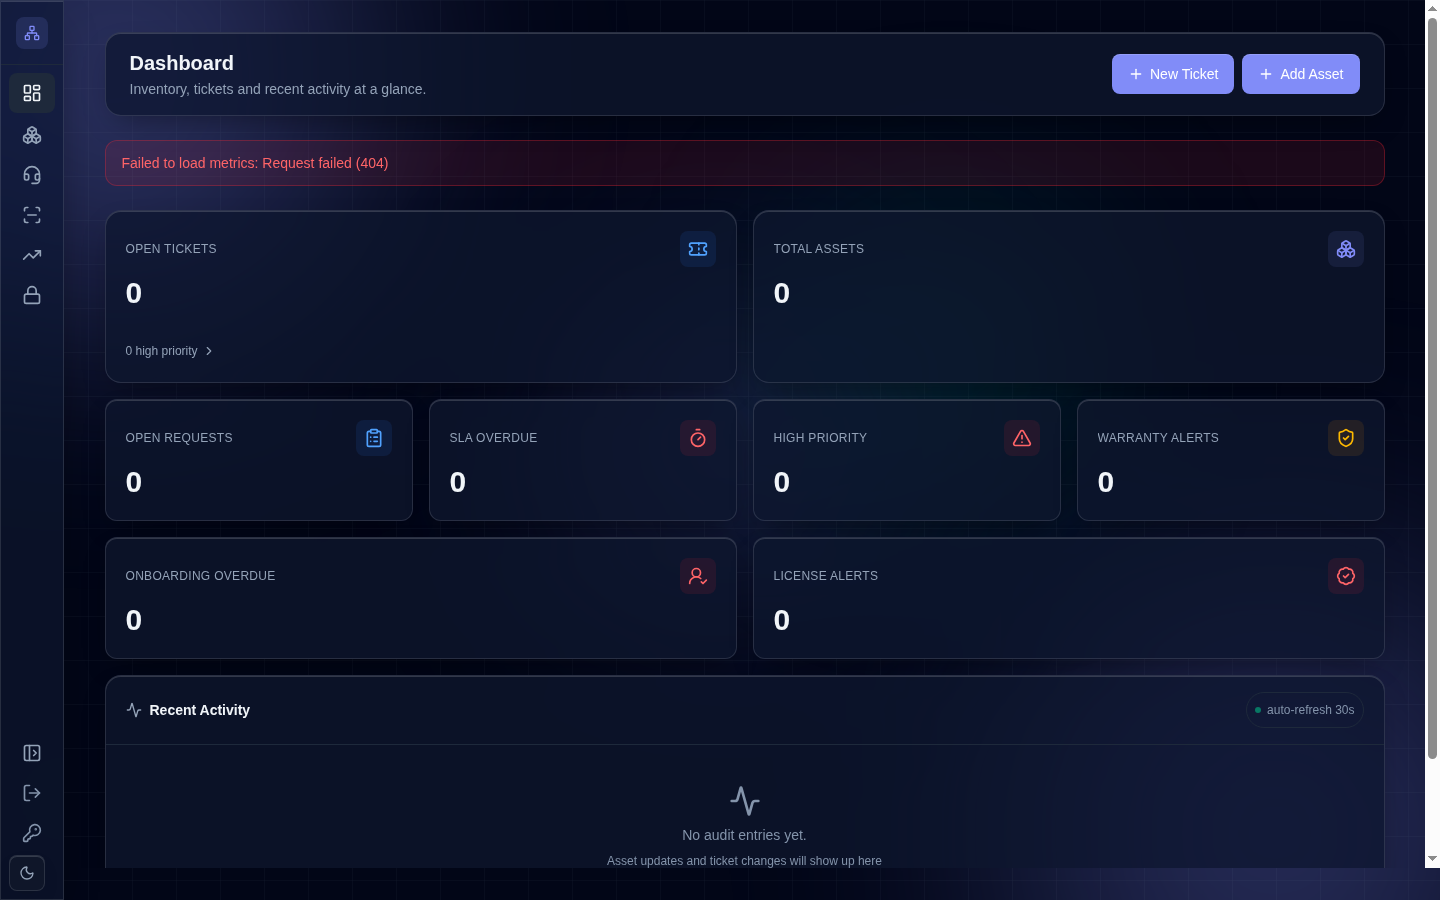 Dashboard
Inventory, tickets and recent activity at a glance.
New Ticket
Add Asset
Failed to load metrics: Request failed (404)
OPEN TICKETS
0
0 high priority
TOTAL ASSETS
0
OPEN REQUESTS
0
SLA OVERDUE
0
HIGH PRIORITY
0
WARRANTY ALERTS
0
ONBOARDING OVERDUE
0
LICENSE ALERTS
0
Recent Activity
auto-refresh 30s
No audit entries yet.
Asset updates and ticket changes will show up here